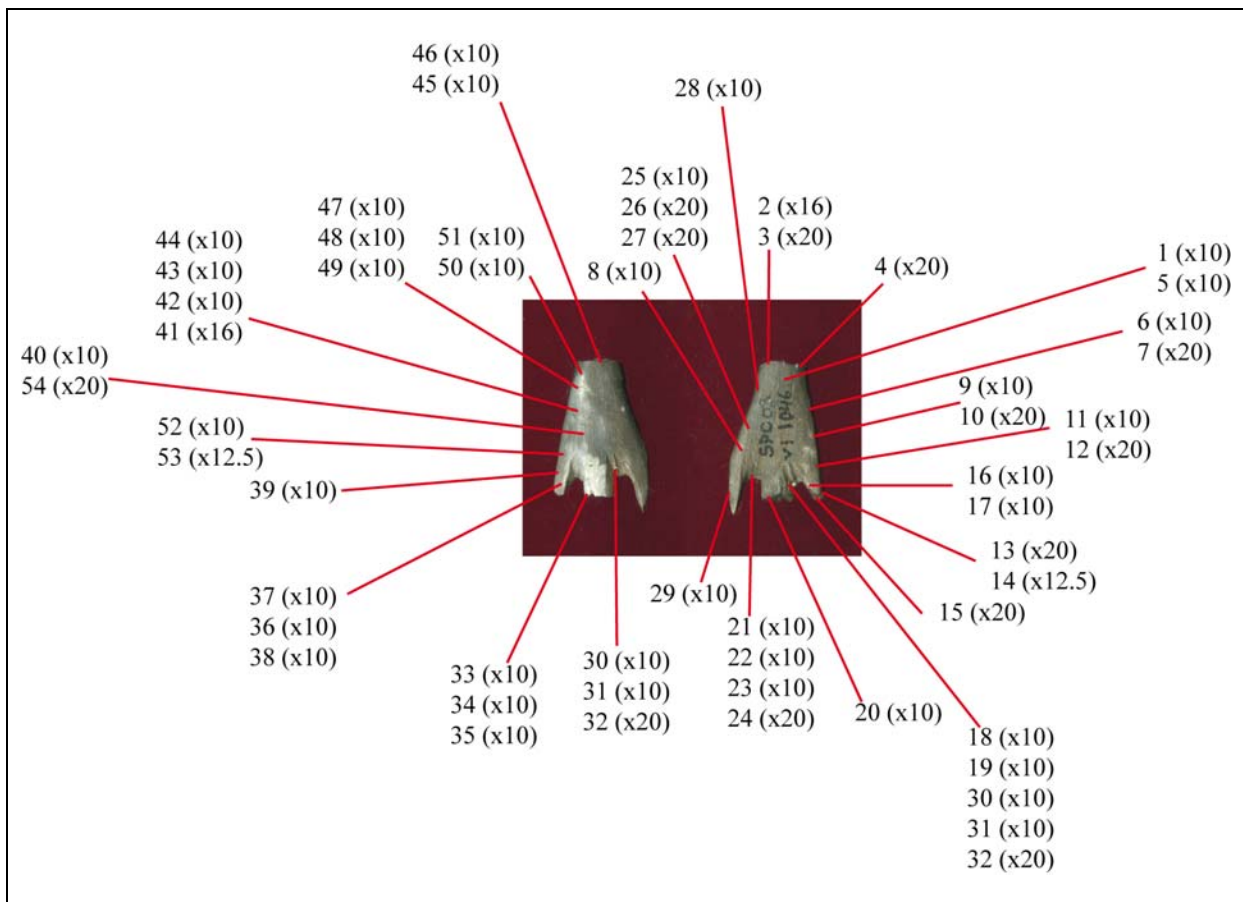 46 (x10)
45 (x10)
28 (x10)
25 (x10)
26 (x20)
27 (x20)
2 (x16)
3 (x20)
47 (x10)
48 (x10)
49 (x10)
51 (x10)
50 (x10)
44 (x10)
43 (x10)
42 (x10)
41 (x16)
8 (x10)
4 (x20)
1 (x10)
5 (x10)
6 (x10)
7 (x20)
40 (x10)
54 (x20)
9 (x10)
10 (x20)
11 (x10)
12 (x20)
52 (x10)
53 (x12.5)
39 (x10)
16 (x10)
17 (x10)
13 (x20)
14 (x12.5)
15 (x20)
29 (x10)
37 (x10)
36 (x10)
38 (x10)
33 (x10)
34 (x10)
35 (x10)
30 (x10)
31 (x10)
32 (x20)
21 (x10)
22 (x10)
23 (x10)
24 (x20)
20 (x10)
18 (x10)
19 (x10)
30 (x10)
31 (x10)
32 (x20)